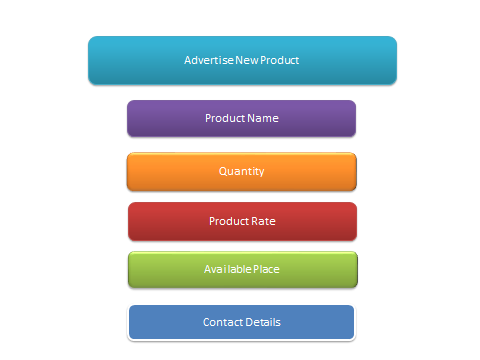 Advertise New Product
Product Name
Quantity
Product Rate
Available Place
Contact Details